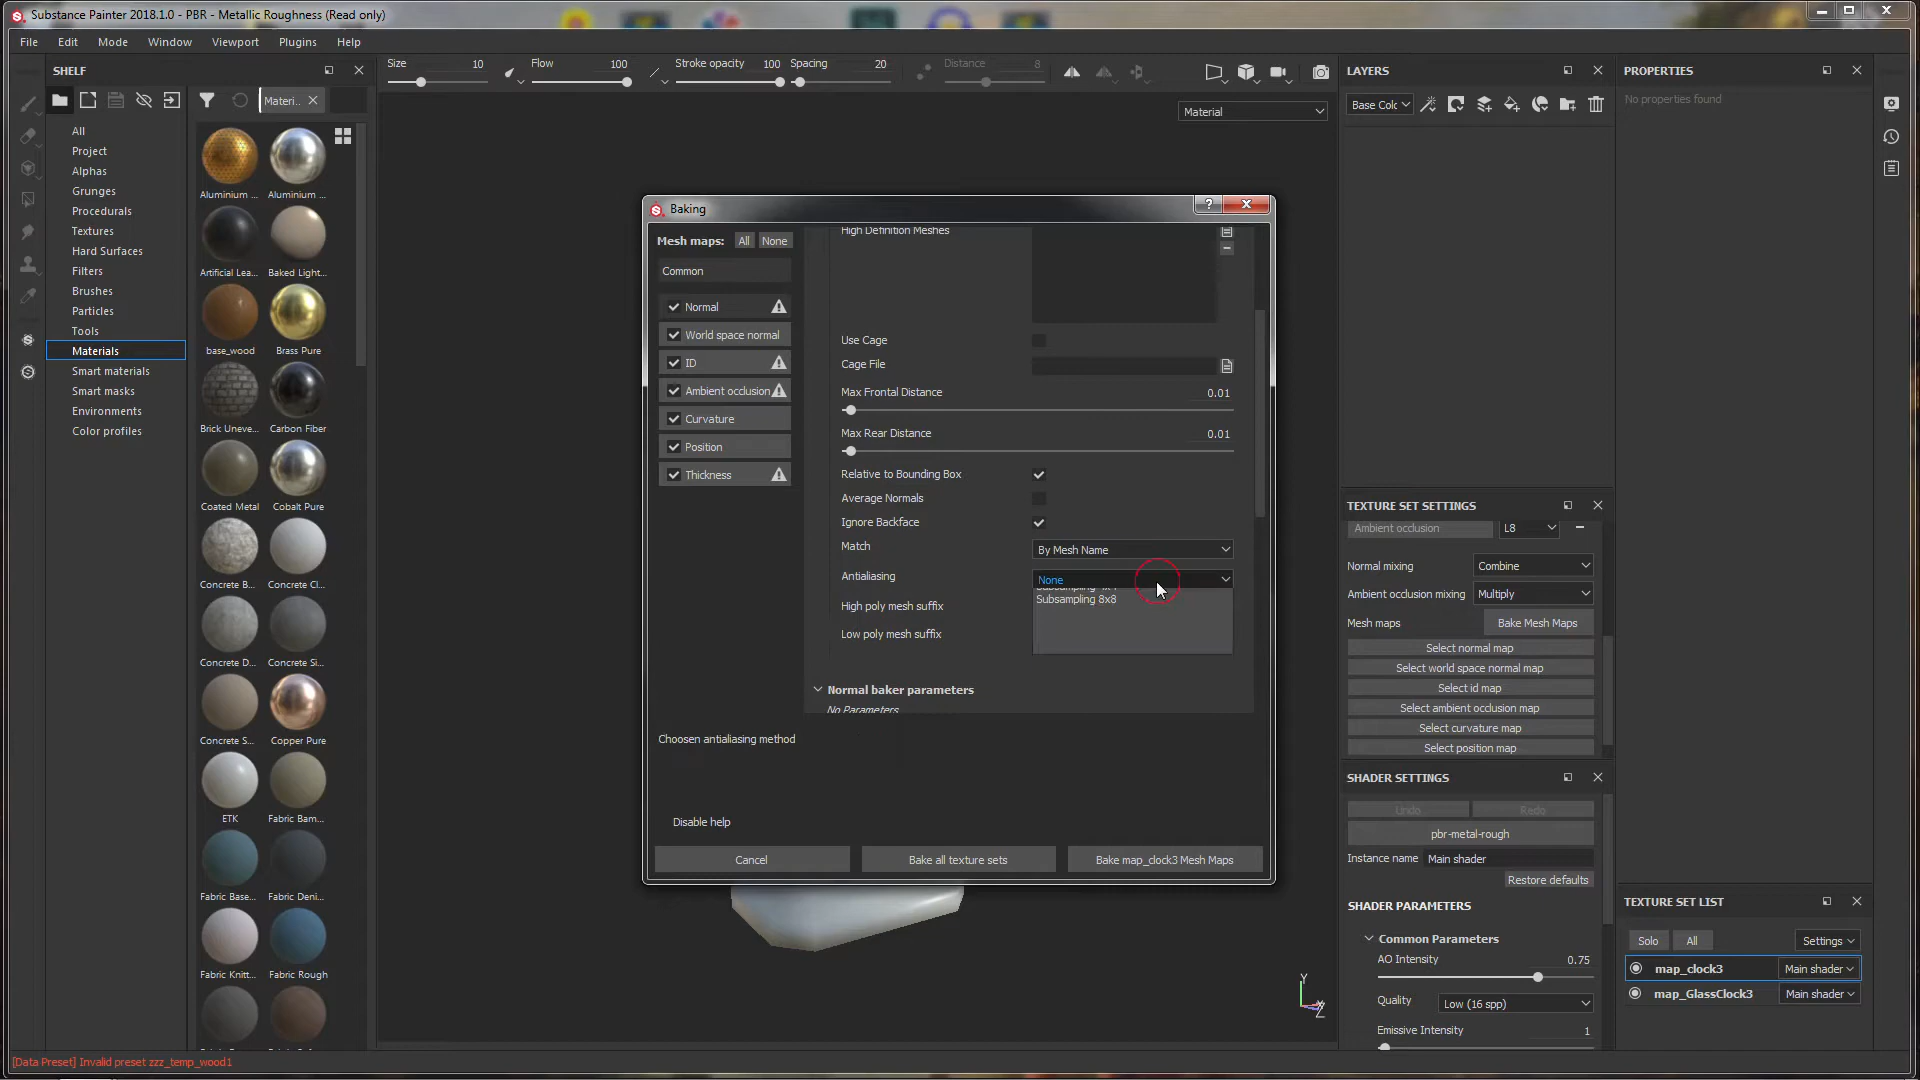 Substance Painter 2018.1.0 - PBR - Metallic Roughness (Read only)
File Edit Mode Window Viewport Plugins Help
SHELF
Size 10 Flow 100 Stroke opacity 100 Spacing 20 Distance 8
Materi..
Material
All
Project
Alphas
Grunges
Procedurals
Textures
Hard Surfaces
Filters
Brushes
Particles
Tools
Materials
Smart materials
Smart masks
Environments
Color profiles
Aluminium ... Aluminium ...
Artificial Lea... Baked Light...
base_wood Brass Pure
Brick Uneve... Carbon Fiber
Coated Metal Cobalt Pure
Concrete B... Concrete Cl...
Concrete D... Concrete Si...
Concrete S... Copper Pure
ETK Fabric Bam...
Fabric Base... Fabric Deni...
Fabric Knitt... Fabric Rough
Baking
Mesh maps: All None
Common
Normal
World space normal
ID
Ambient occlusion
Curvature
Position
Thickness
High Definition Meshes
Use Cage
Cage File
Max Frontal Distance 0.01
Max Rear Distance 0.01
Relative to Bounding Box
Average Normals
Ignore Backface
Match By Mesh Name
Antialiasing None
Subsampling 8x8
High poly mesh suffix
Low poly mesh suffix
Normal baker parameters
No Parameters
Choosen antialiasing method
Disable help
Cancel Bake all texture sets Bake map_clock3 Mesh Maps
LAYERS
Base Colc
PROPERTIES
No properties found
TEXTURE SET SETTINGS
Ambient occlusion L8
Normal mixing Combine
Ambient occlusion mixing Multiply
Mesh maps Bake Mesh Maps
Select normal map
Select world space normal map
Select id map
Select ambient occlusion map
Select curvature map
Select position map
SHADER SETTINGS
Undo Redo
pbr-metal-rough
Instance name Main shader
Restore defaults
SHADER PARAMETERS
Common Parameters
AO Intensity 0.75
Quality Low (16 spp)
Emissive Intensity 1
TEXTURE SET LIST
Solo All Settings
map_clock3 Main shader
map_GlassClock3 Main shader
Y
Z
[Data Preset] Invalid preset zzz_temp_wood1